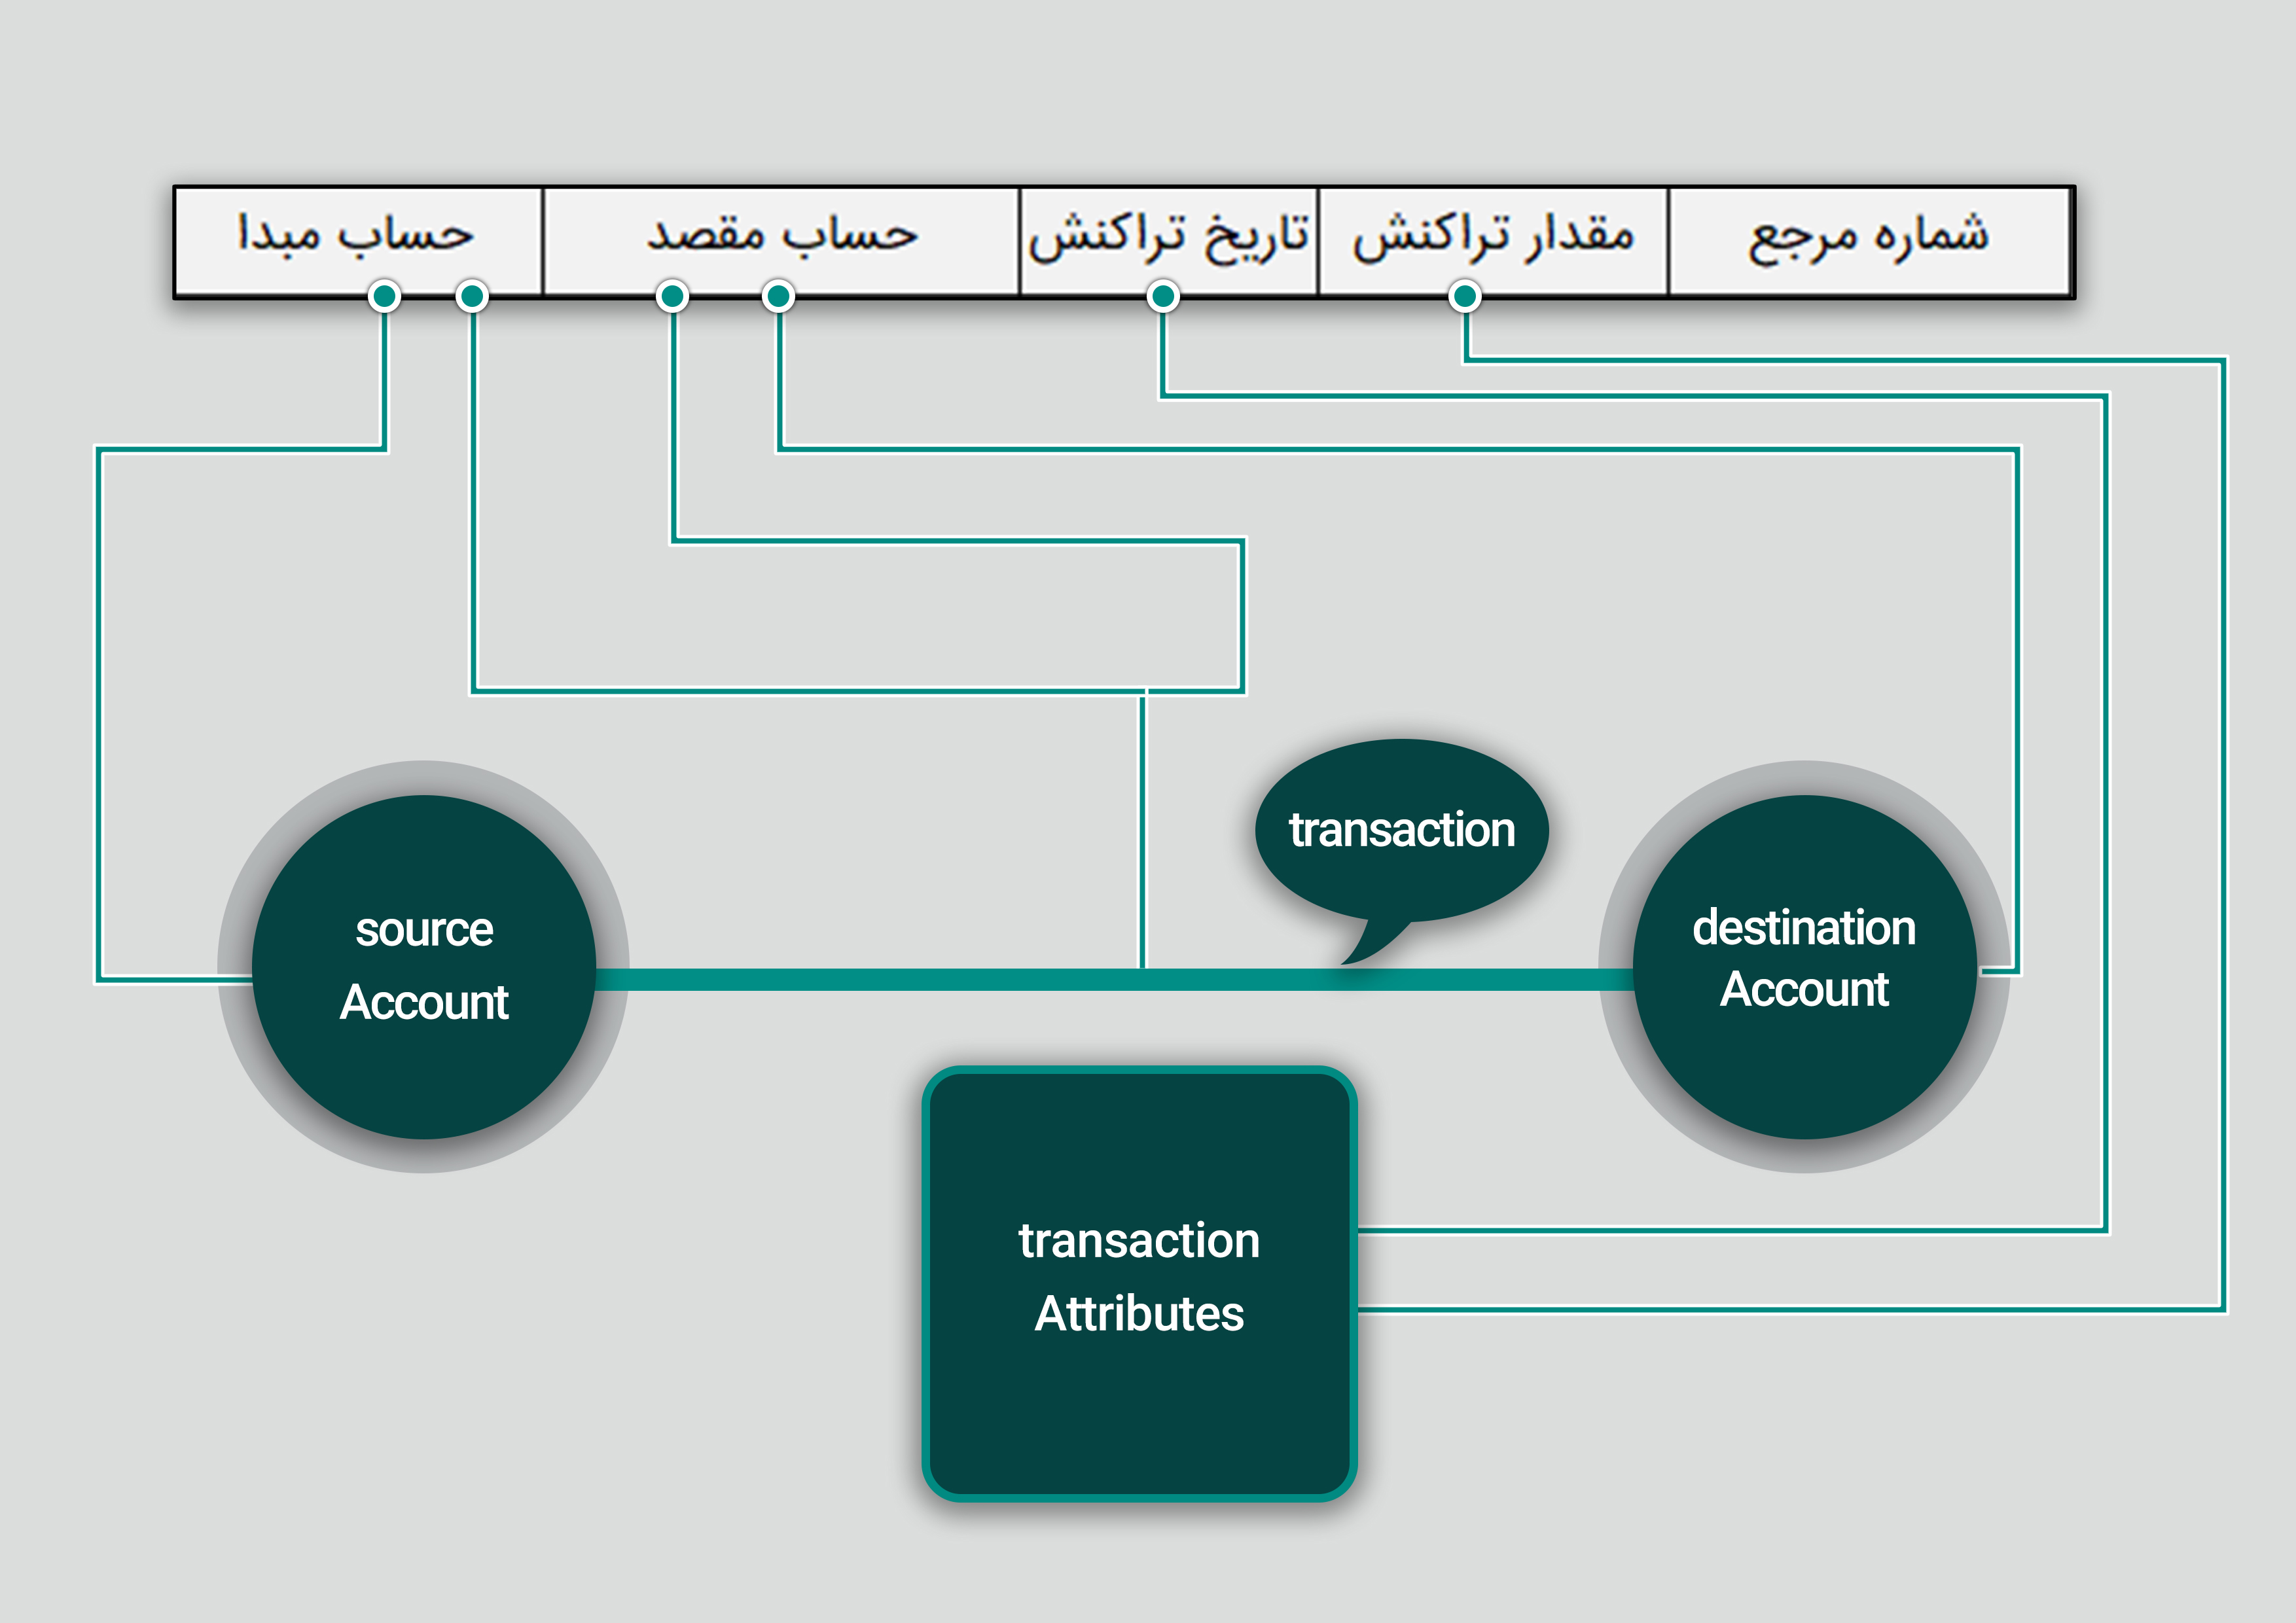 شماره مرجع
مقدار تراکنش
تاریخ تراکنش
حساب مقصد
حساب مبدا
transaction
source
Account
destination
Account
transaction
Attributes